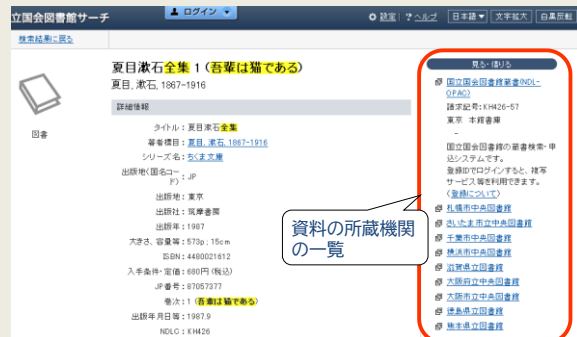 立国会図書館サーチ
ログイン
設定 ? ヘルプ 日本語 文字拡大 白黒反転
検索結果に戻る
図書
夏目漱石全集 1 (吾輩は猫である)
夏目, 漱石, 1867-1916
詳細情報
タイトル : 夏目漱石全集
著者標目 : 夏目, 漱石, 1867-1916
シリーズ名 : ちくま文庫
出版地(国名コード) : JP
出版地 : 東京
出版社 : 筑摩書房
出版年 : 1987
大きさ、容量等 : 573p ; 15cm
ISBN : 4480021612
入手条件・定価 : 680円 (税込)
JP番号 : 87057377
巻次 : 1 (吾輩は猫である)
出版年月日等 : 1987.9
NDLC : KH426
資料の所蔵機関
の一覧
見る・借りる
国立国会図書館蔵書(NDL-
OPAC)
請求記号:KH426-57
東京 本館書庫
-
国立国会図書館の蔵書検索・申
込システムです。
登録IDでログインすると、複写
サービス等を利用できます。
(登録について)
札幌市中央図書館
さいたま市立中央図書館
千葉市中央図書館
横浜市中央図書館
滋賀県立図書館
大阪府立中央図書館
大阪市立中央図書館
徳島県立図書館
熊本県立図書館